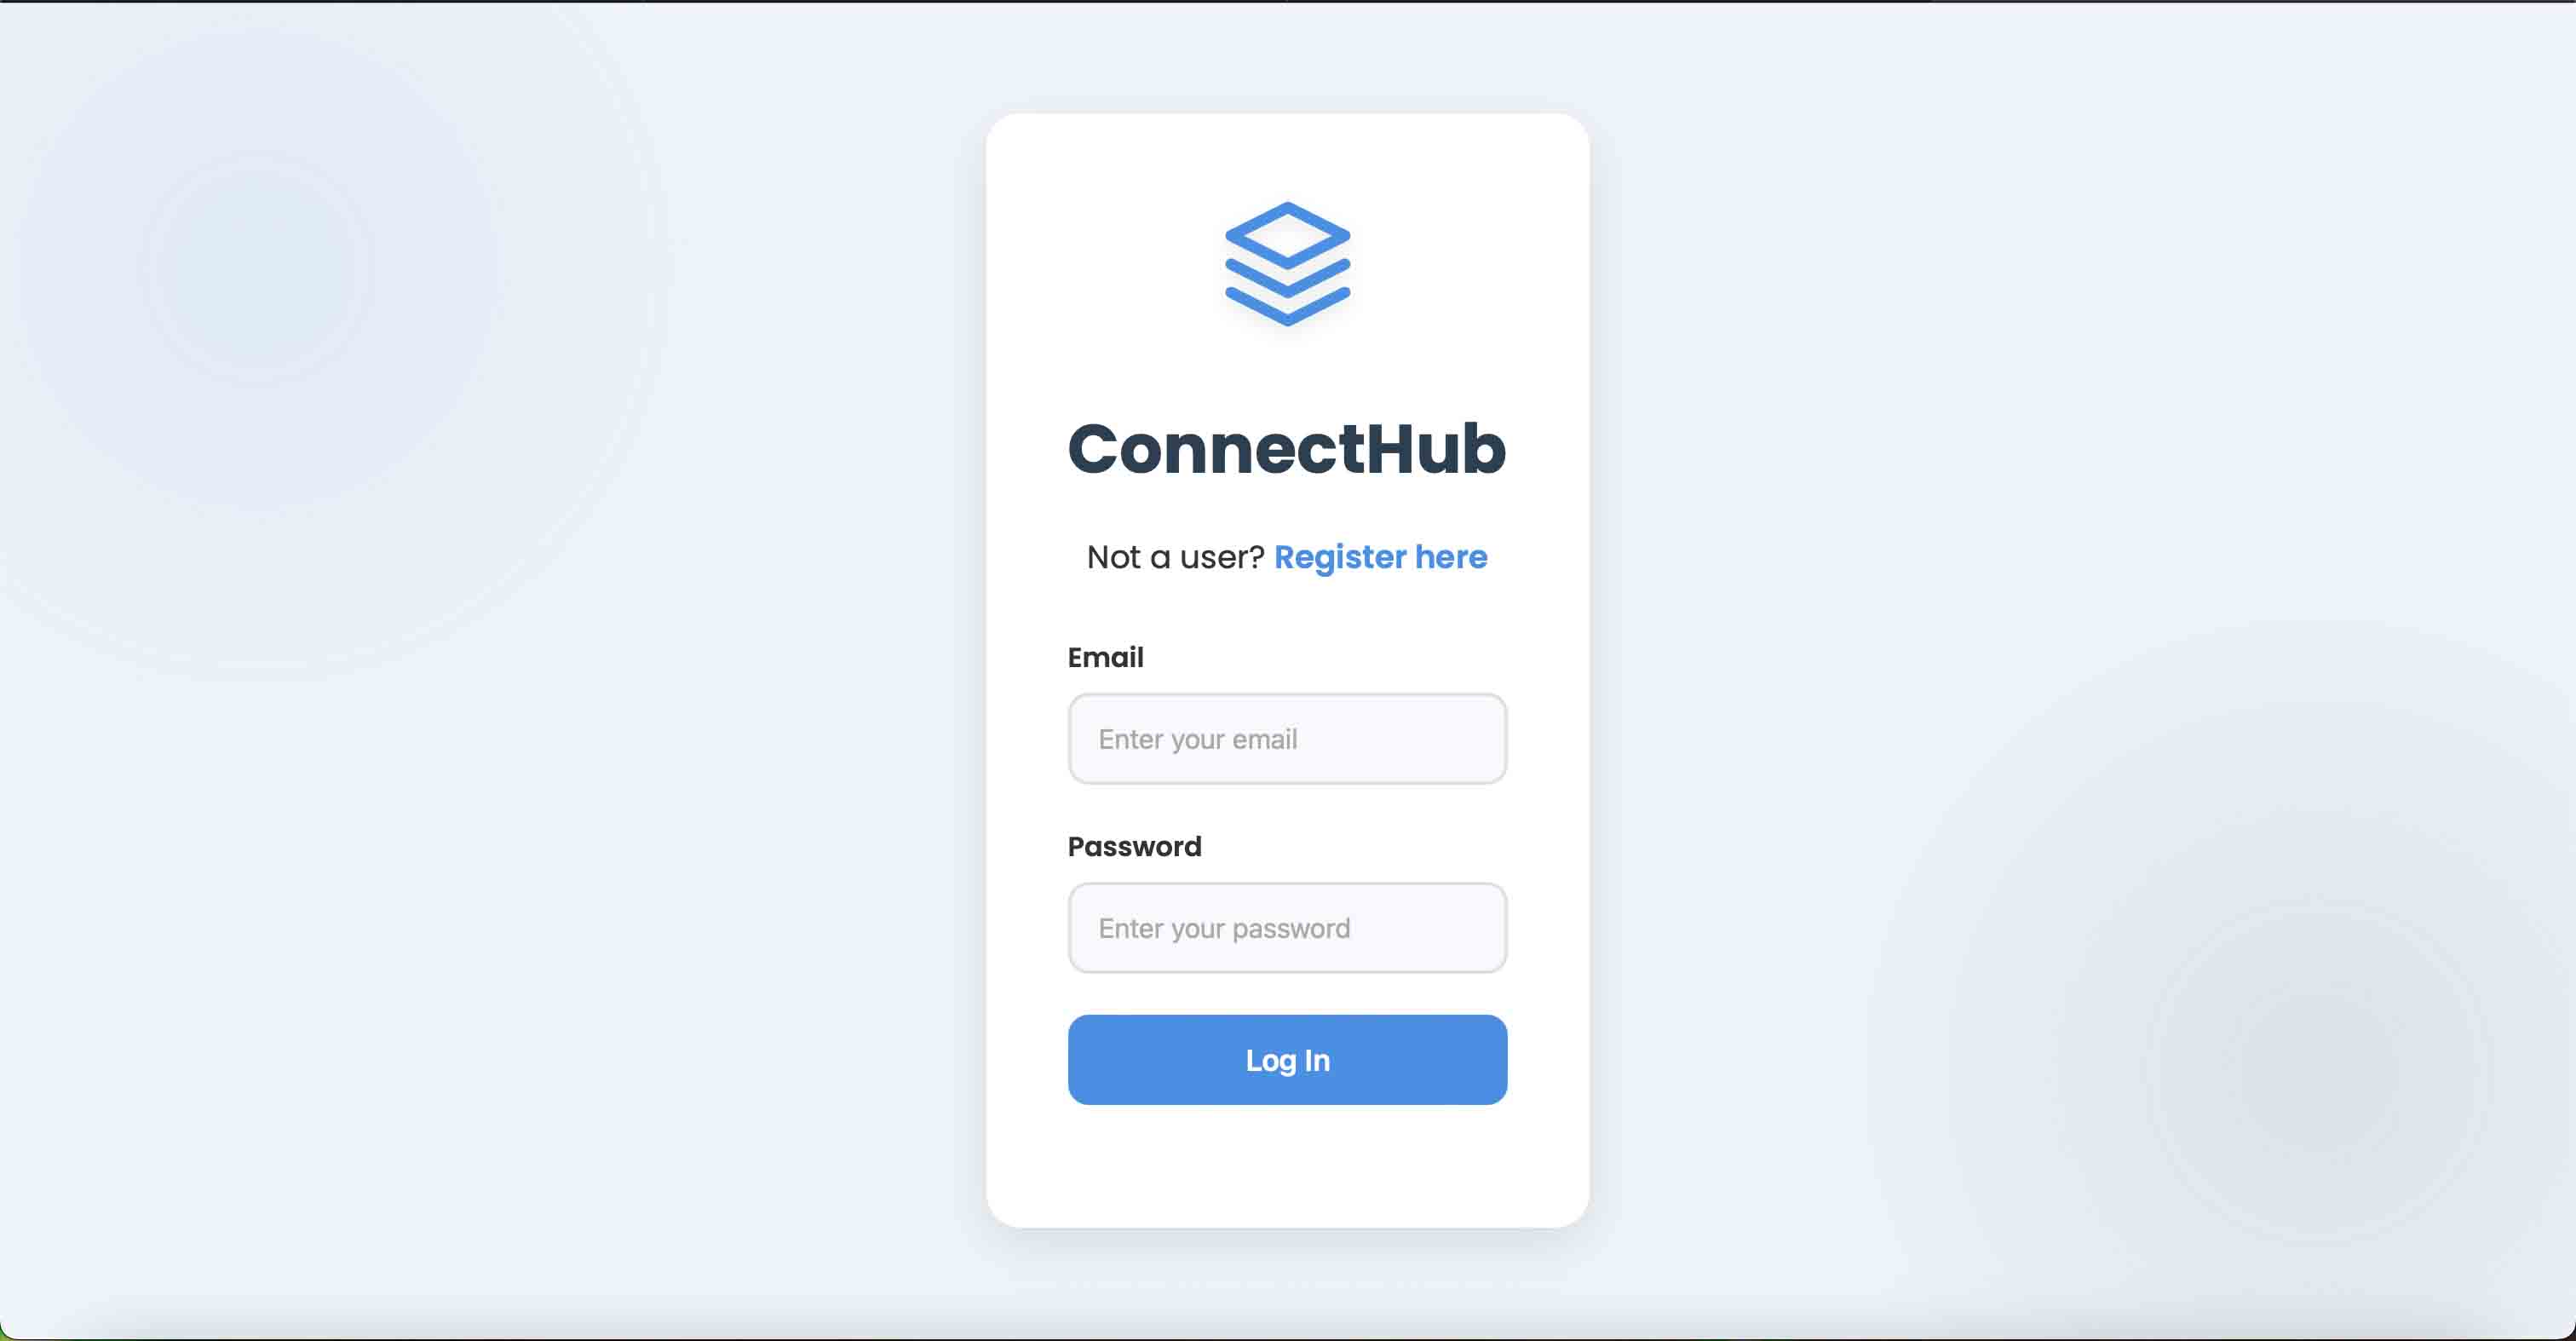 ConnectHub
Not a user? Register here
Email
Enter your email
Password
Enter your password
Log In